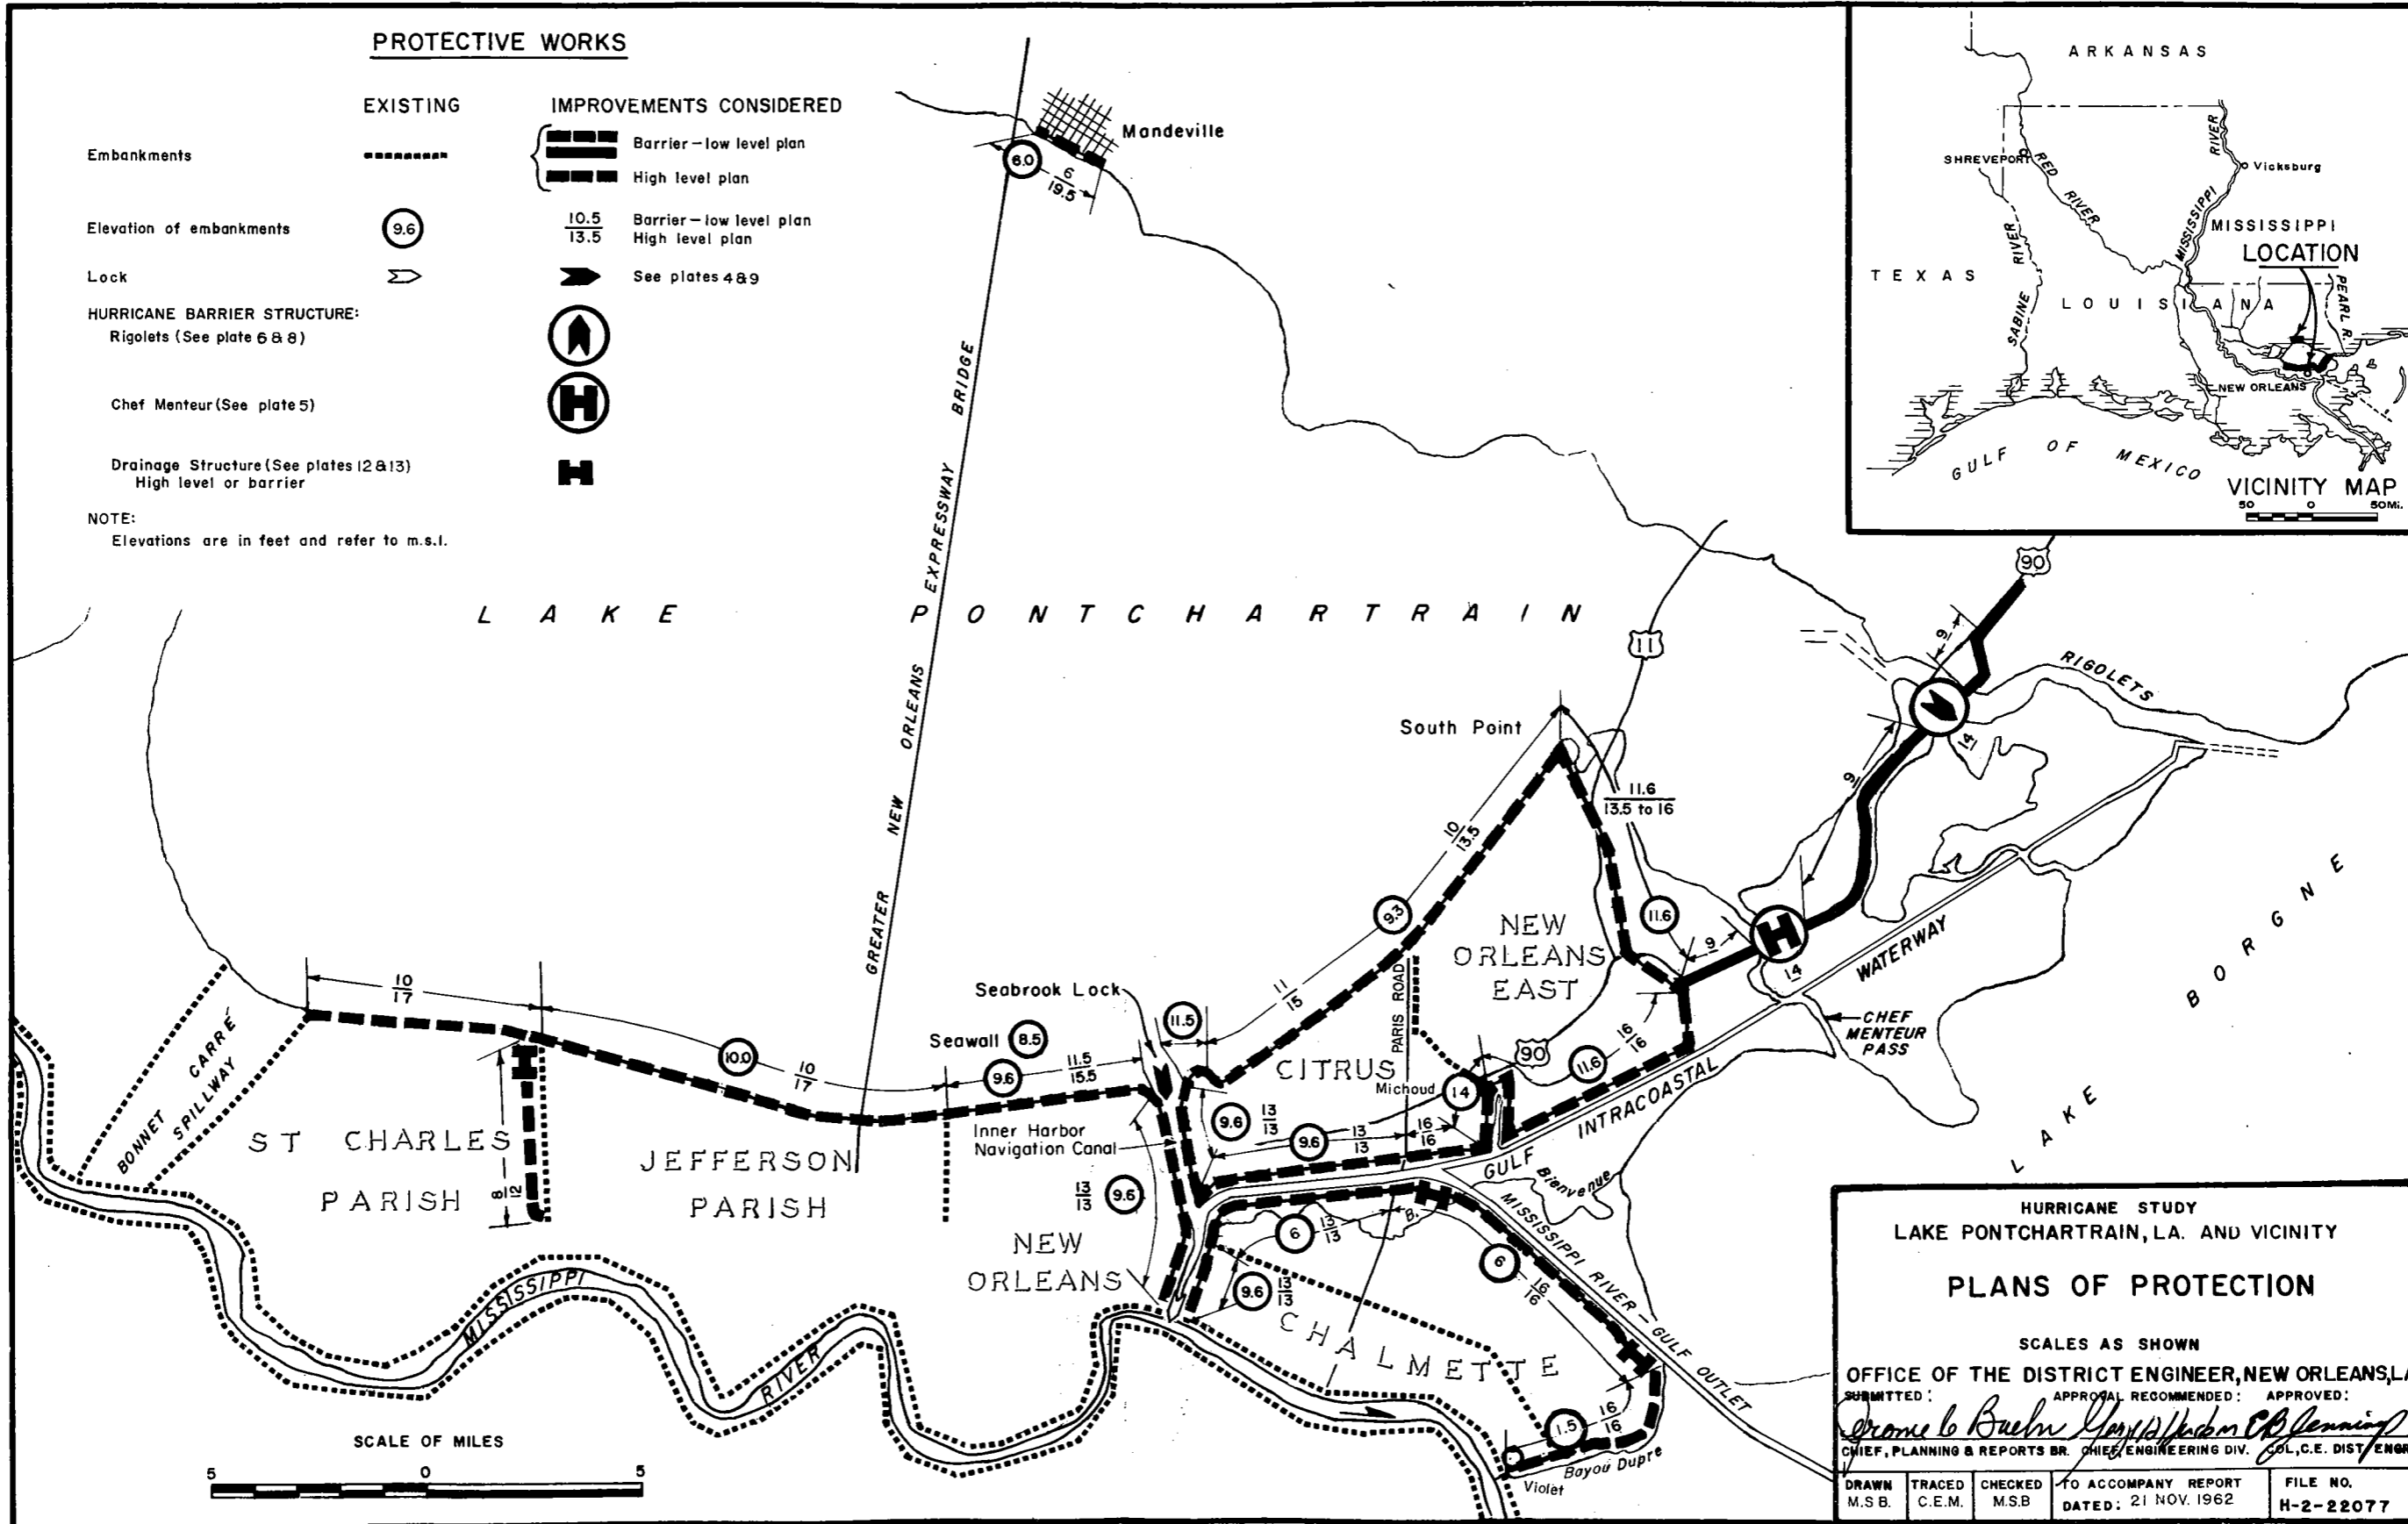 PROTECTIVE WORKS
EXISTING
IMPROVEMENTS CONSIDERED
Embankments
Barrier – low level plan
High level plan
Elevation of embankments
9.6
10.5
13.5
Barrier – low level plan
High level plan
Lock
See plates 4&9
HURRICANE BARRIER STRUCTURE:
Rigolets (See plate 6 & 8)
Chef Menteur (See plate 5)
Drainage Structure (See plates 12&13)
High level or barrier
NOTE:
Elevations are in feet and refer to m.s.l.
Mandeville
6.0
6
19.5
GREATER NEW ORLEANS EXPRESSWAY BRIDGE
LAKE PONTCHARTRAIN
ARKANSAS
SHREVEPORT
RED
RIVER
MISSISSIPPI
RIVER
Vicksburg
MISSISSIPPI
LOCATION
TEXAS
SABINE
RIVER
LOUISIANA
PEARL R.
NEW ORLEANS
GULF OF MEXICO
VICINITY MAP
50 0 50Mi.
90
11
9
RIGOLETS
14
9
South Point
11.6
13.5 to 16
10
13.5
9.3
NEW
ORLEANS
EAST
11.6
9
14
WATERWAY
LAKE BORGNE
CHEF
MENTEUR
PASS
PARIS ROAD
11
15
10
17
BONNET CARRÉ
SPILLWAY
10.0
10
17
Seabrook Lock
11.5
Seawall 8.5
9.6
11.5
15.5
CITRUS
90
16
16
11.6
Michoud
14
ST CHARLES
PARISH
8
12
JEFFERSON
PARISH
Inner Harbor
Navigation Canal
9.6
13
13
9.6
13
13
16
16
GULF
INTRACOASTAL
B. Bienvenue
13
13
9.6
NEW
ORLEANS
6
13
13
9.6
13
13
6
16
16
MISSISSIPPI RIVER – GULF OUTLET
CHALMETTE
MISSISSIPPI
RIVER
1.5
16
16
Bayou Dupre
Violet
SCALE OF MILES
5 0 5
HURRICANE STUDY
LAKE PONTCHARTRAIN, LA. AND VICINITY
PLANS OF PROTECTION
SCALES AS SHOWN
OFFICE OF THE DISTRICT ENGINEER, NEW ORLEANS, LA
SUBMITTED: APPROVAL RECOMMENDED: APPROVED:
CHIEF, PLANNING & REPORTS BR. CHIEF, ENGINEERING DIV. COL, C.E. DIST. ENGR
DRAWN
M.S B.
TRACED
C.E.M.
CHECKED
M.S.B
TO ACCOMPANY REPORT
DATED: 21 NOV. 1962
FILE NO.
H-2-22077